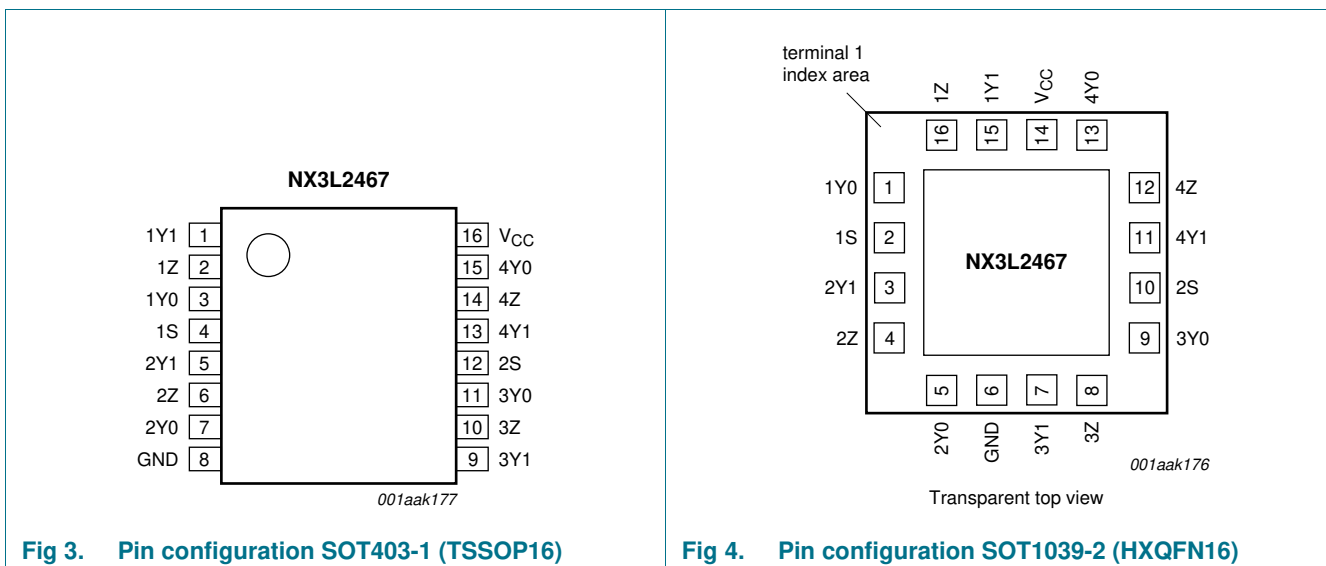 NX3L2467
1Y1 1 16 VCC
1Z 2 15 4Y0
1Y0 3 14 4Z
1S 4 13 4Y1
2Y1 5 12 2S
2Z 6 11 3Y0
2Y0 7 10 3Z
GND 8 9 3Y1
001aak177
Fig 3. Pin configuration SOT403-1 (TSSOP16)
terminal 1
index area
1Z 1Y1 VCC 4Y0
16 15 14 13
1Y0 1 12 4Z
1S 2 11 4Y1
NX3L2467
2Y1 3 10 2S
2Z 4 9 3Y0
5 6 7 8
2Y0 GND 3Y1 3Z
001aak176
Transparent top view
Fig 4. Pin configuration SOT1039-2 (HXQFN16)